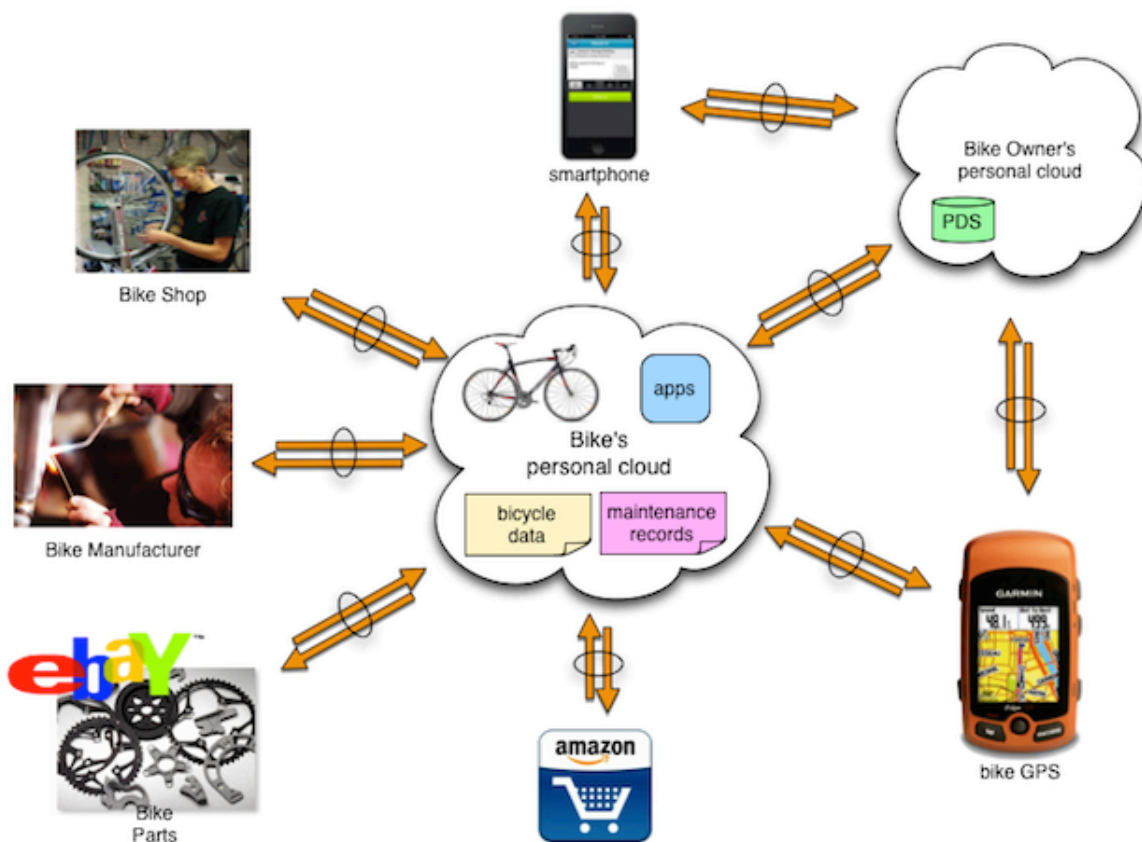 smartphone
Bike Owner's
personal cloud
PDS
Bike Shop
apps
Bike's
personal cloud
bicycle
data
maintenance
records
Bike Manufacturer
GARMIN
ebaY™
Bike
Parts
amazon
bike GPS